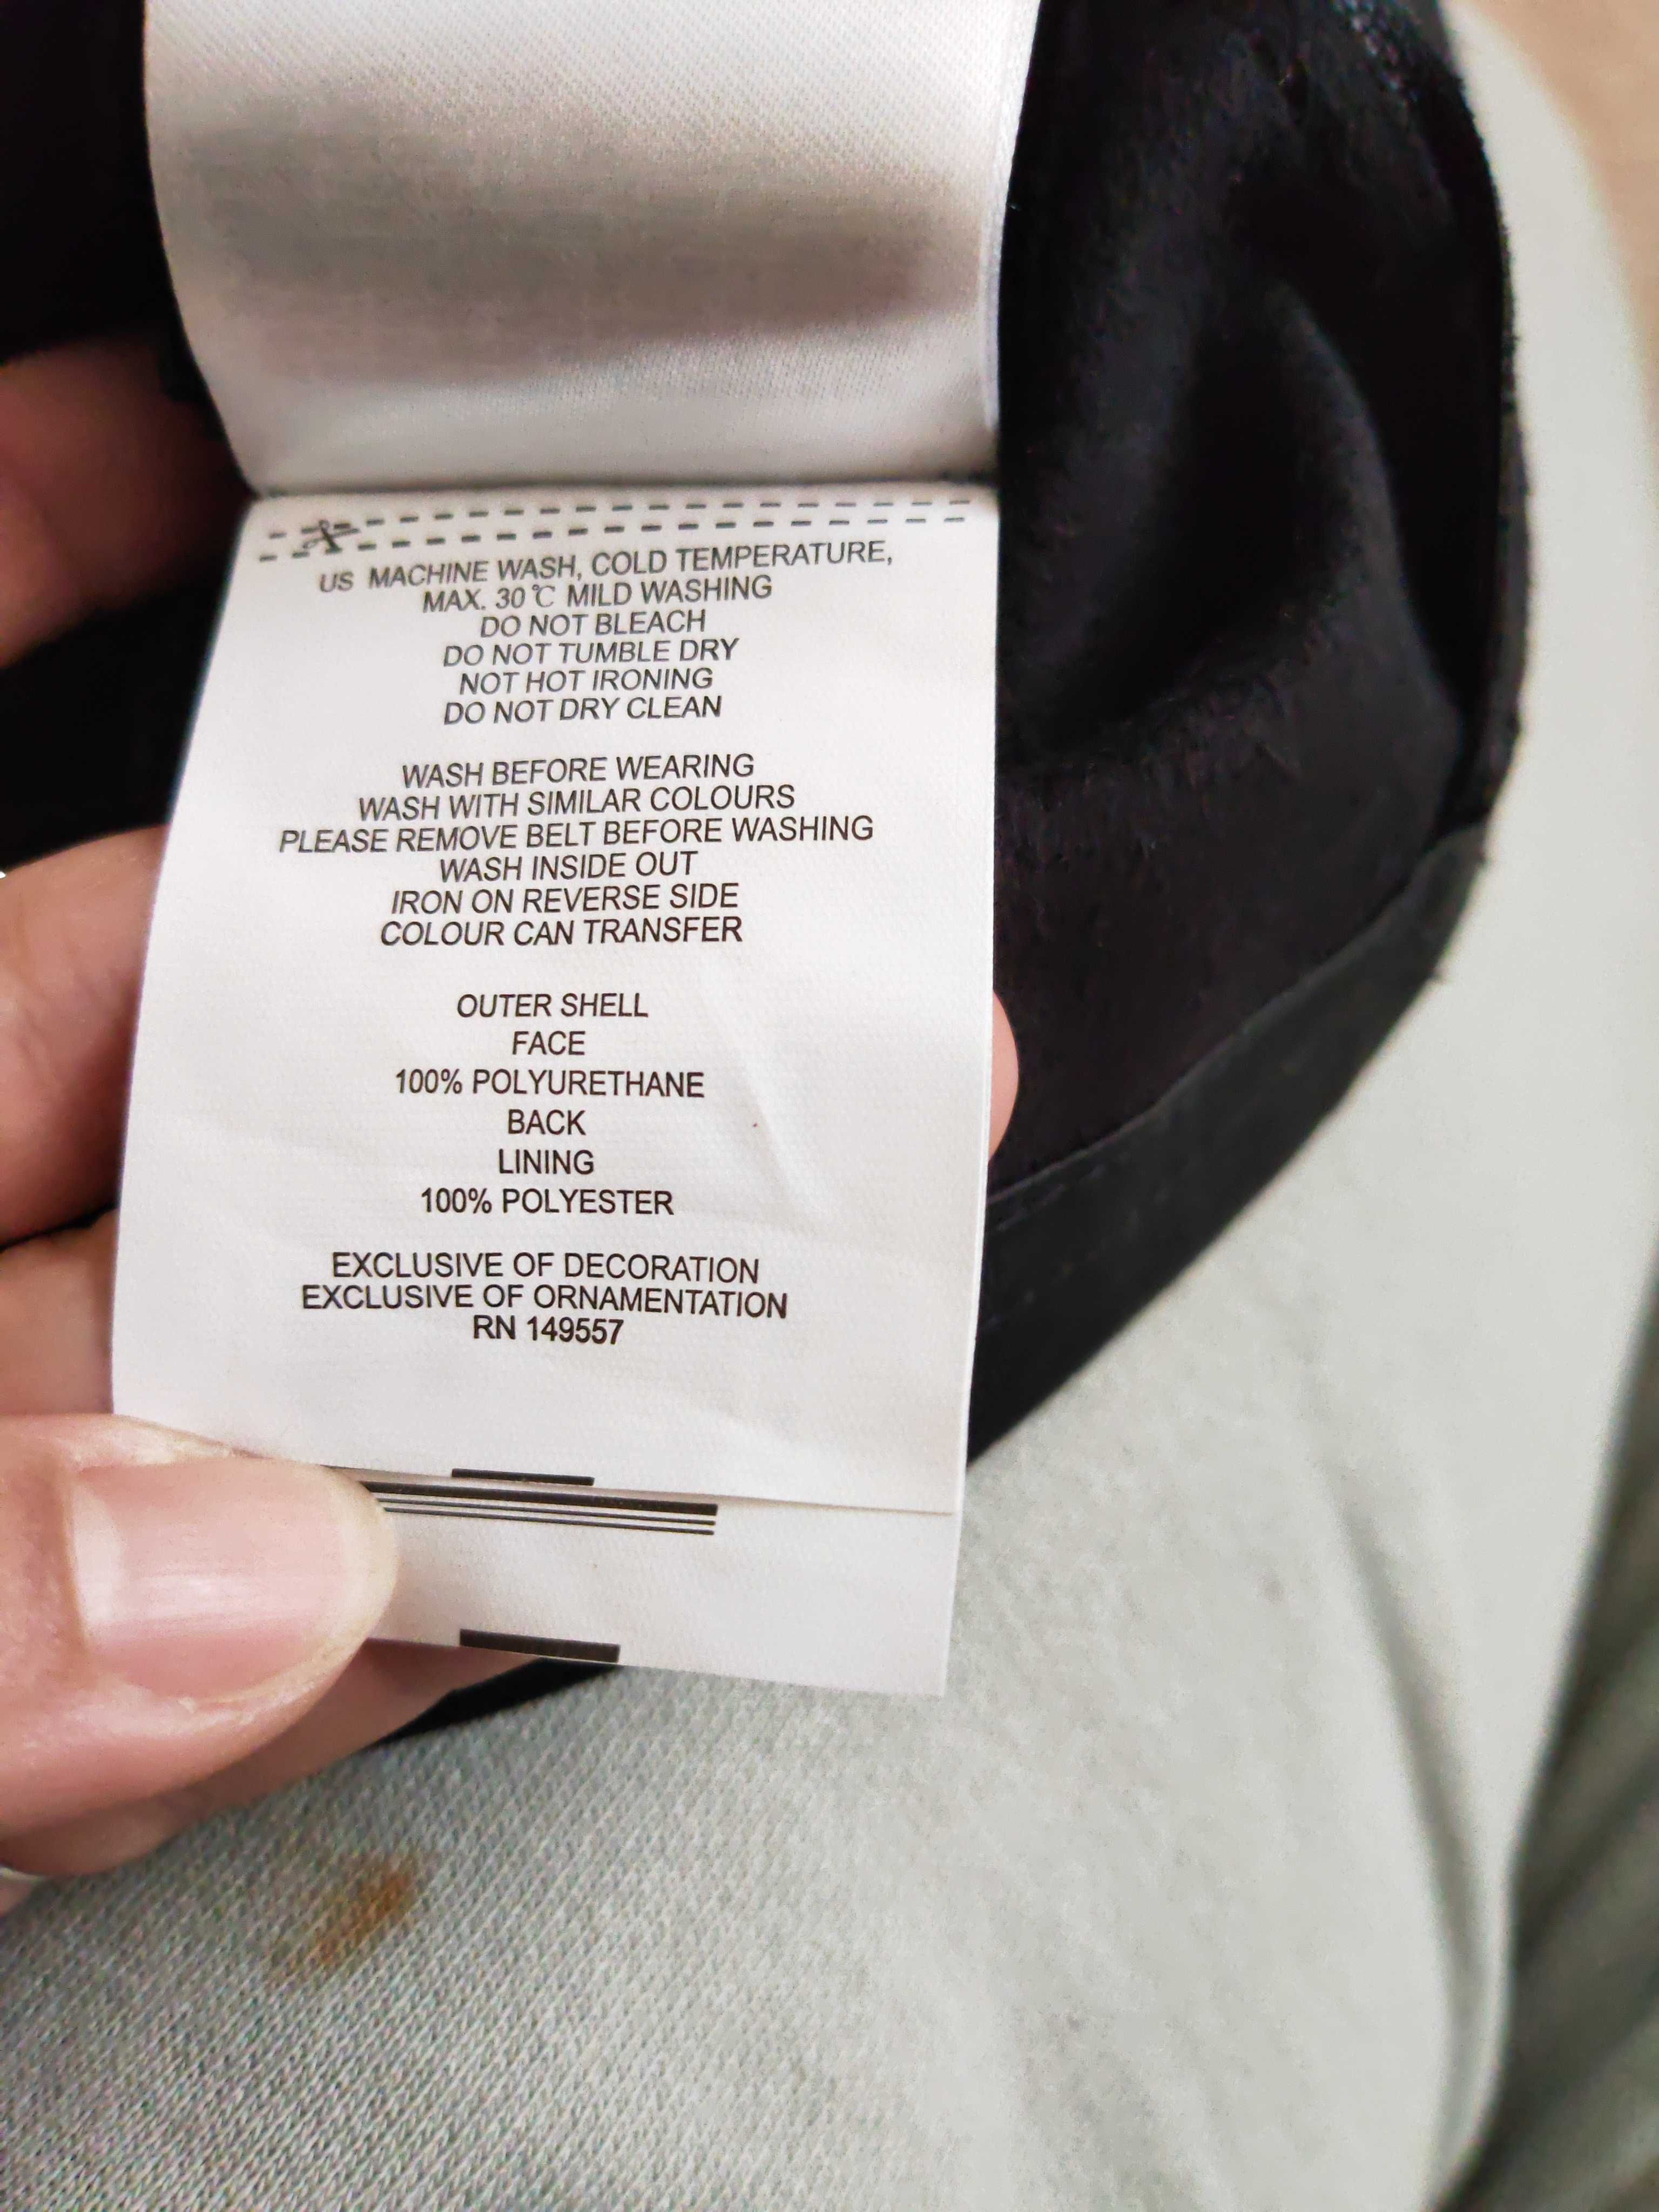 US MACHINE WASH, COLD TEMPERATURE,
MAX. 30℃ MILD WASHING
DO NOT BLEACH
DO NOT TUMBLE DRY
NOT HOT IRONING
DO NOT DRY CLEAN
WASH BEFORE WEARING
WASH WITH SIMILAR COLOURS
PLEASE REMOVE BELT BEFORE WASHING
WASH INSIDE OUT
IRON ON REVERSE SIDE
COLOUR CAN TRANSFER
OUTER SHELL
FACE
100% POLYURETHANE
BACK
LINING
100% POLYESTER
EXCLUSIVE OF DECORATION
EXCLUSIVE OF ORNAMENTATION
RN 149557